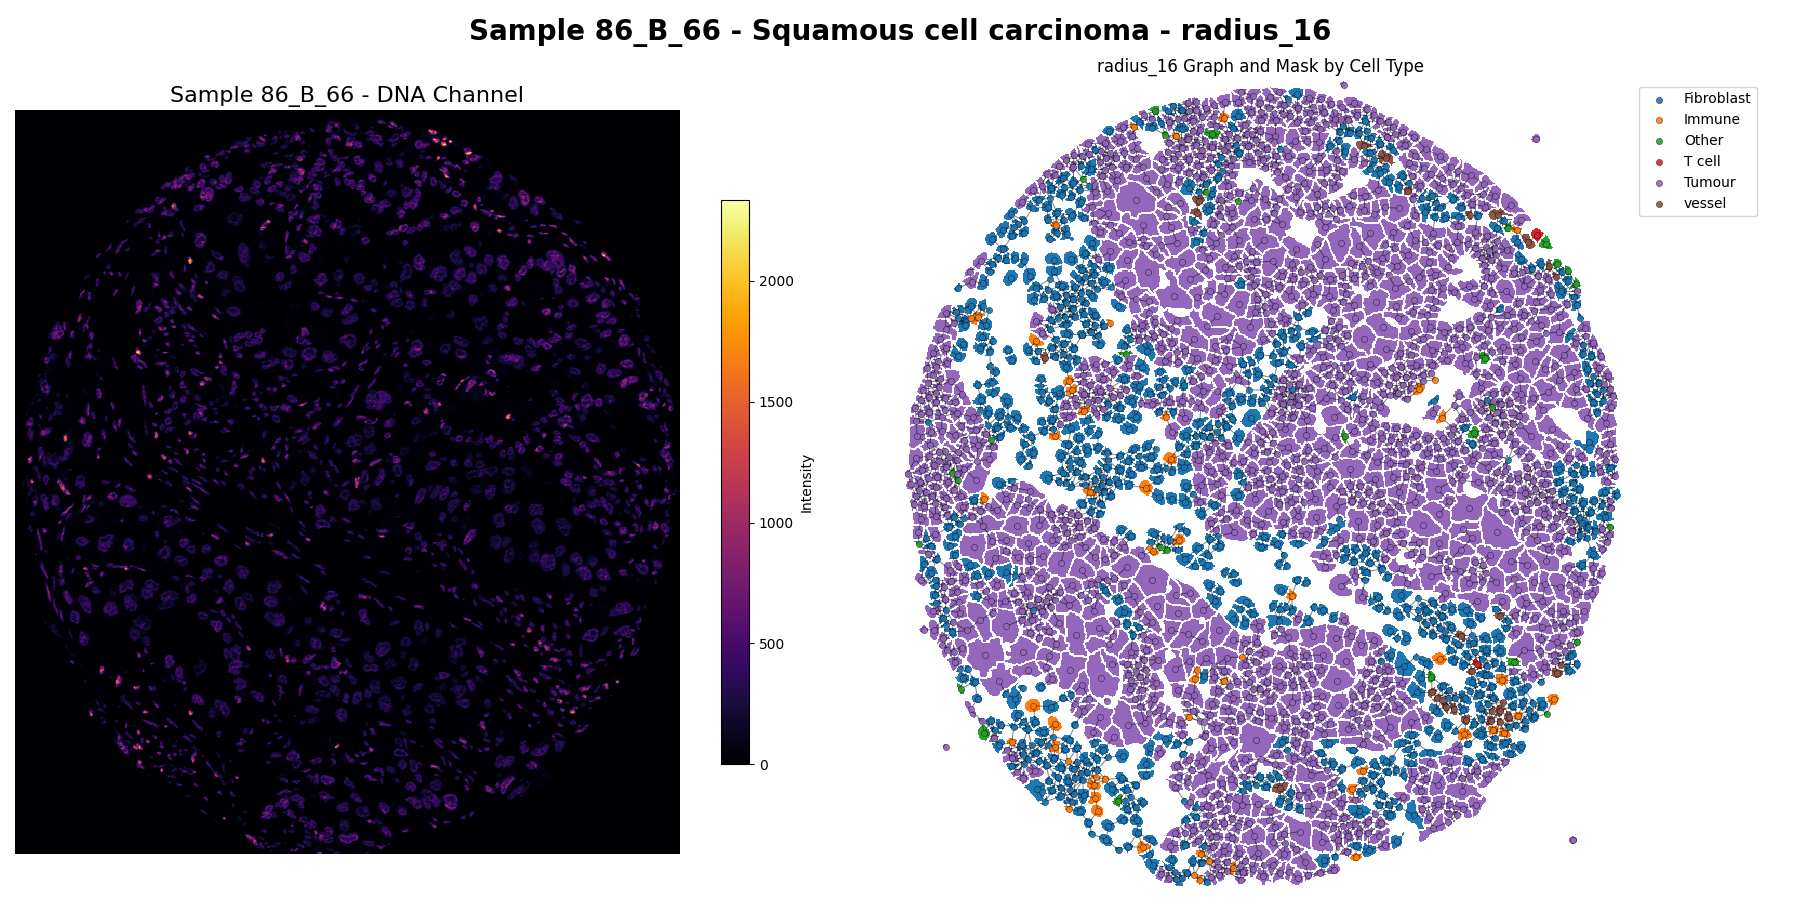 Sample 86_B_66 - Squamous cell carcinoma - radius_16
Sample 86_B_66 - DNA Channel
radius_16 Graph and Mask by Cell Type
Fibroblast
Immune
Other
T cell
Tumour
vessel
2000
1500
1000
500
0
Intensity